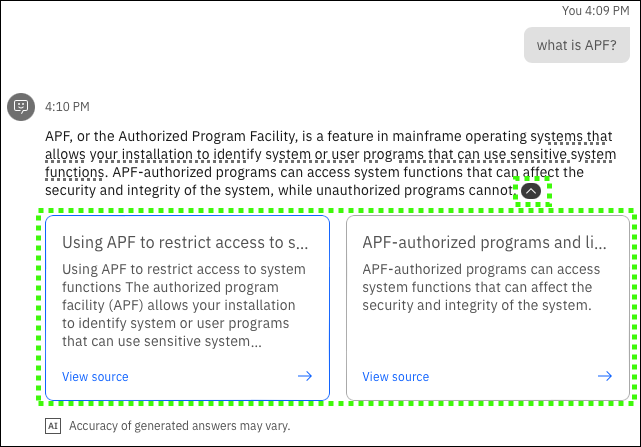 You 4:09 PM
what is APF?
4:10 PM
APF, or the Authorized Program Facility, is a feature in mainframe operating systems that
allows your installation to identify system or user programs that can use sensitive system
functions. APF-authorized programs can access system functions that can affect the
security and integrity of the system, while unauthorized programs cannot.
Using APF to restrict access to s...
Using APF to restrict access to system
functions The authorized program
facility (APF) allows your installation
to identify system or user programs
that can use sensitive system...
View source
APF-authorized programs and li...
APF-authorized programs can access
system functions that can affect the
security and integrity of the system.
View source
AI Accuracy of generated answers may vary.